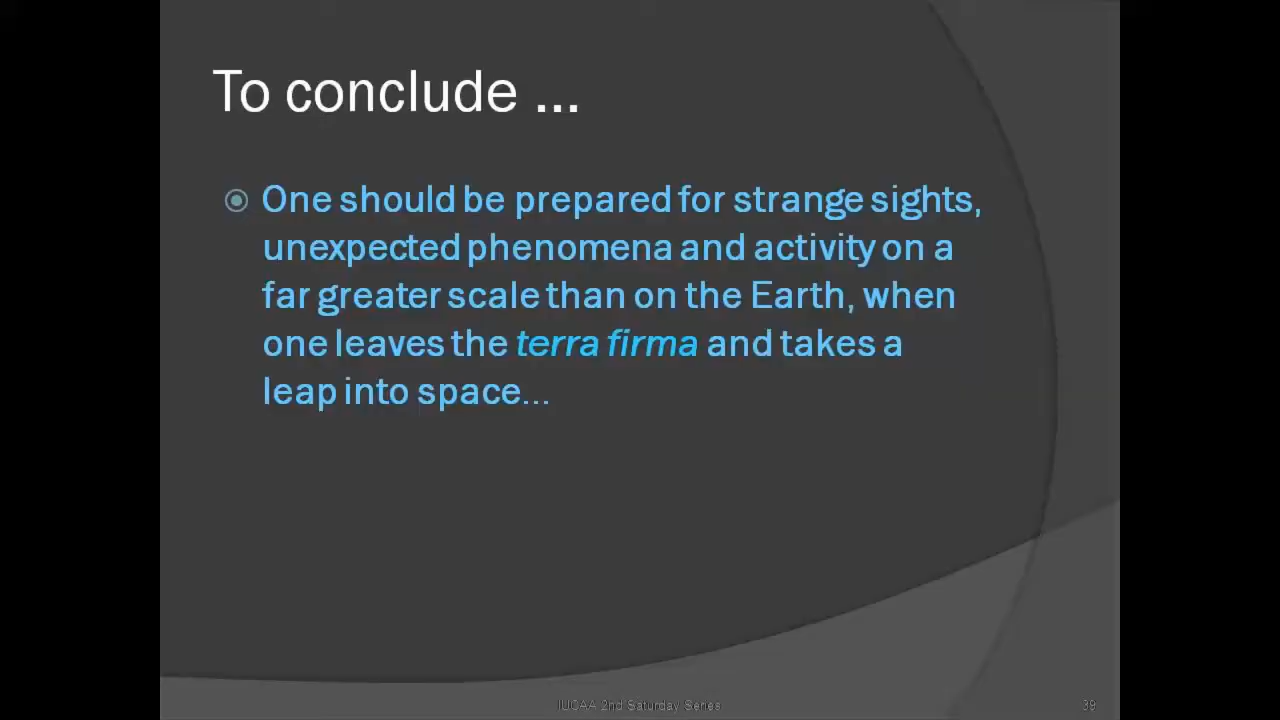 To conclude ...
One should be prepared for strange sights,
unexpected phenomena and activity on a
far greater scale than on the Earth, when
one leaves the terra firma and takes a
leap into space...
IUCAA 2nd Saturday Series
39